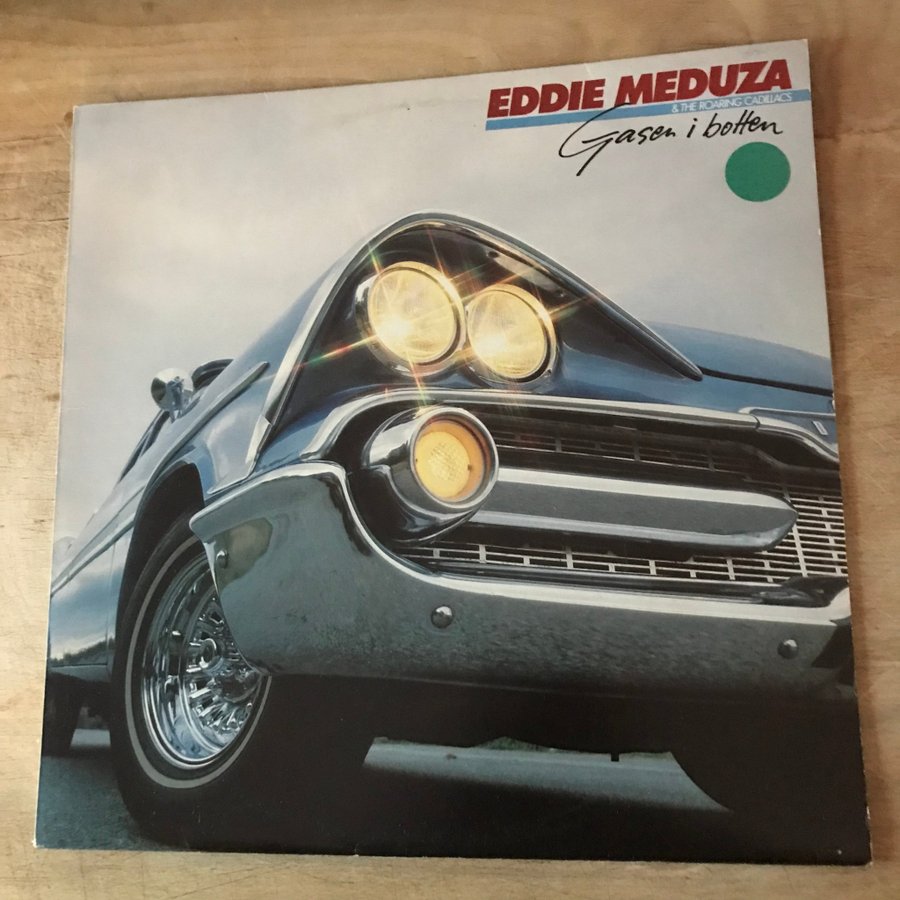 EDDIE MEDUZA
& THE ROARING CADILLACS
Gasen i botten